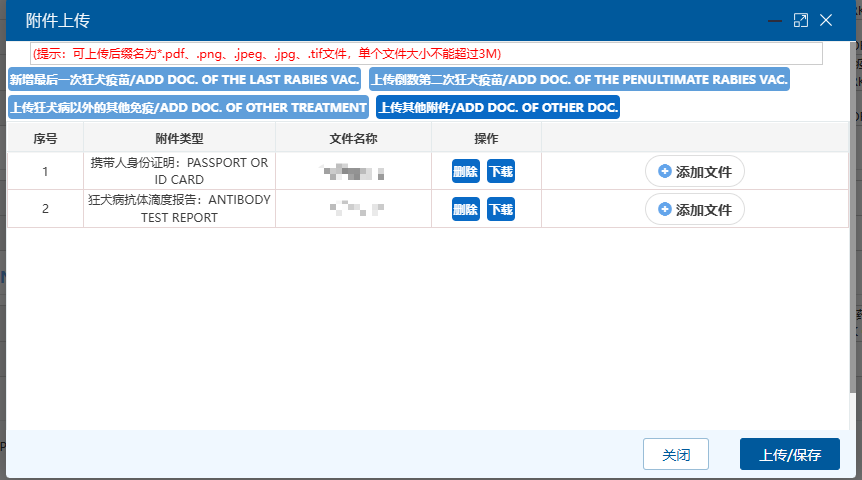 附件上传
(提示：可上传后缀名为*.pdf、.png、.jpeg、.jpg、.tif文件，单个文件大小不能超过3M)
新增最后一次狂犬疫苗/ADD DOC. OF THE LAST RABIES VAC. 上传倒数第二次狂犬疫苗/ADD DOC. OF THE PENULTIMATE RABIES VAC.
上传狂犬病以外的其他免疫/ADD DOC. OF OTHER TREATMENT 上传其他附件/ADD DOC. OF OTHER DOC.
序号 附件类型 文件名称 操作
1 携带人身份证明：PASSPORT OR
ID CARD
删除 下载 添加文件
2 狂犬病抗体滴度报告：ANTIBODY
TEST REPORT
删除 下载 添加文件
关闭 上传/保存